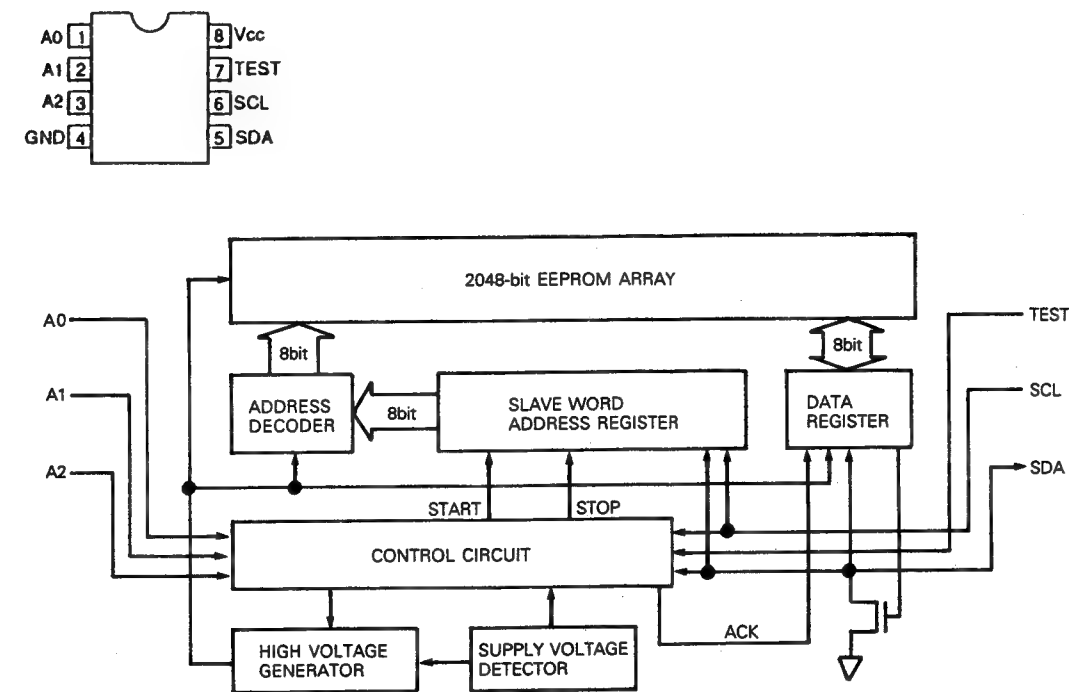 A0 1 8 Vcc
A1 2 7 TEST
A2 3 6 SCL
GND 4 5 SDA
2048-bit EEPROM ARRAY
A0
TEST
8bit
8bit
A1
SCL
ADDRESS
DECODER
8bit
SLAVE WORD
ADDRESS REGISTER
DATA
REGISTER
A2
SDA
START
STOP
CONTROL CIRCUIT
ACK
HIGH VOLTAGE
GENERATOR
SUPPLY VOLTAGE
DETECTOR